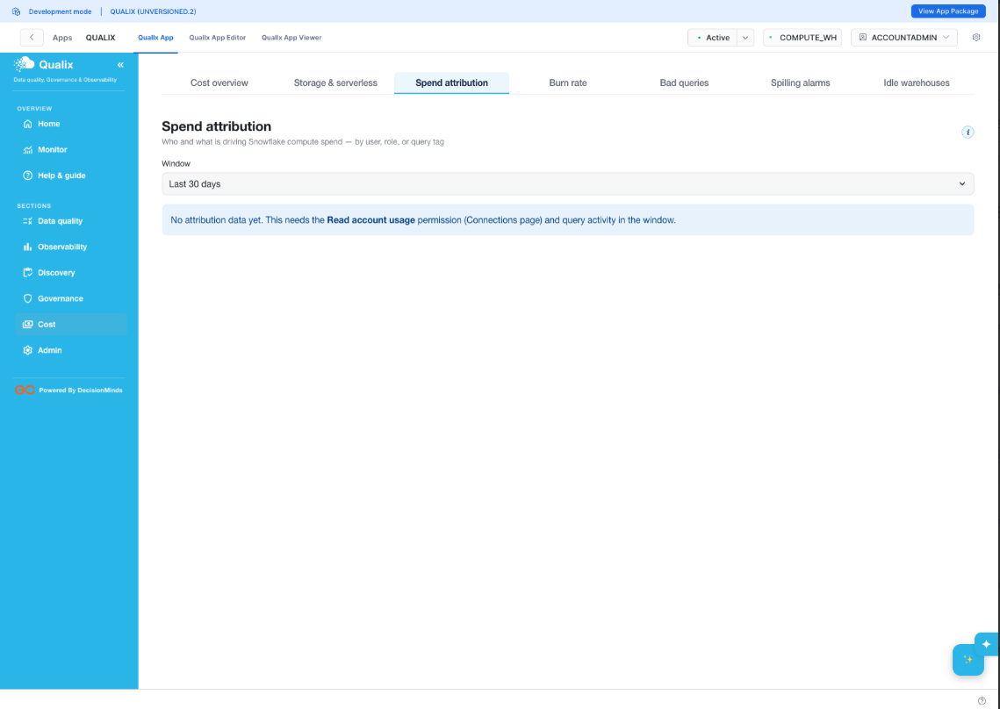 Development mode | QUALIX (UNVERSIONED.2)
View App Package
Apps QUALIX Qualix App Qualix App Editor Qualix App Viewer
Active COMPUTE_WH ACCOUNTADMIN
Qualix «
Data quality, Governance & Observability
OVERVIEW
Home
Monitor
Help & guide
SECTIONS
Data quality
Observability
Discovery
Governance
Cost
Admin
Powered By DecisionMinds
Cost overview Storage & serverless Spend attribution Burn rate Bad queries Spilling alarms Idle warehouses
Spend attribution
i
Who and what is driving Snowflake compute spend — by user, role, or query tag
Window
Last 30 days
No attribution data yet. This needs the Read account usage permission (Connections page) and query activity in the window.